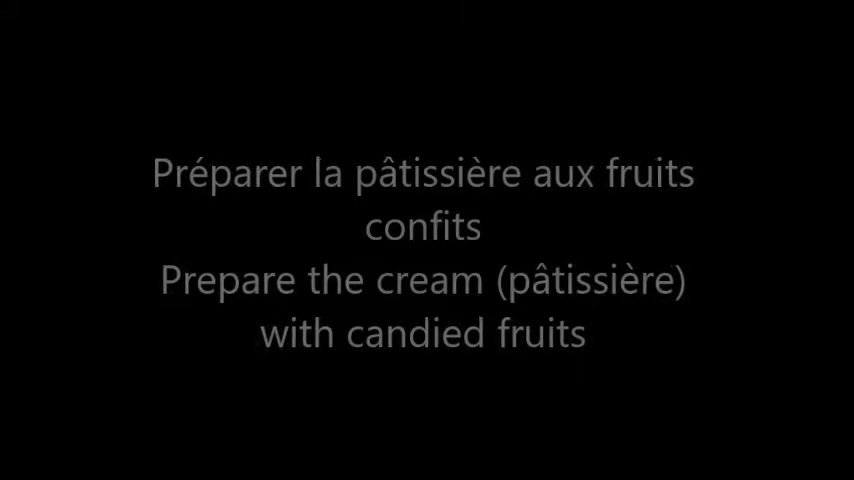 Préparer la pâtissière aux fruits
confits
Prepare the cream (pâtissière)
with candied fruits